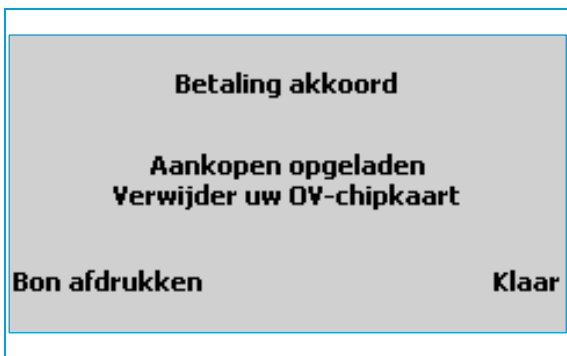 Betaling akkoord
Aankopen opgeladen
Verwijder uw OV-chipkaart
Bon afdrukken Klaar